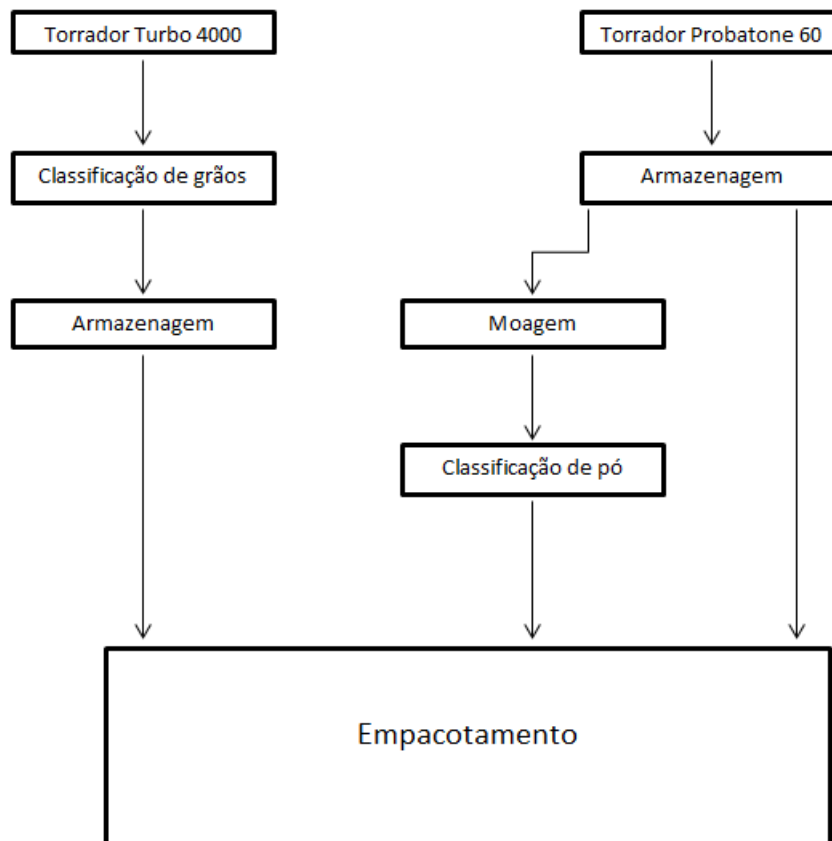 Torrador Turbo 4000
Torrador Probatone 60
Classificação de grãos
Armazenagem
Armazenagem
Moagem
Classificação de pó
Empacotamento